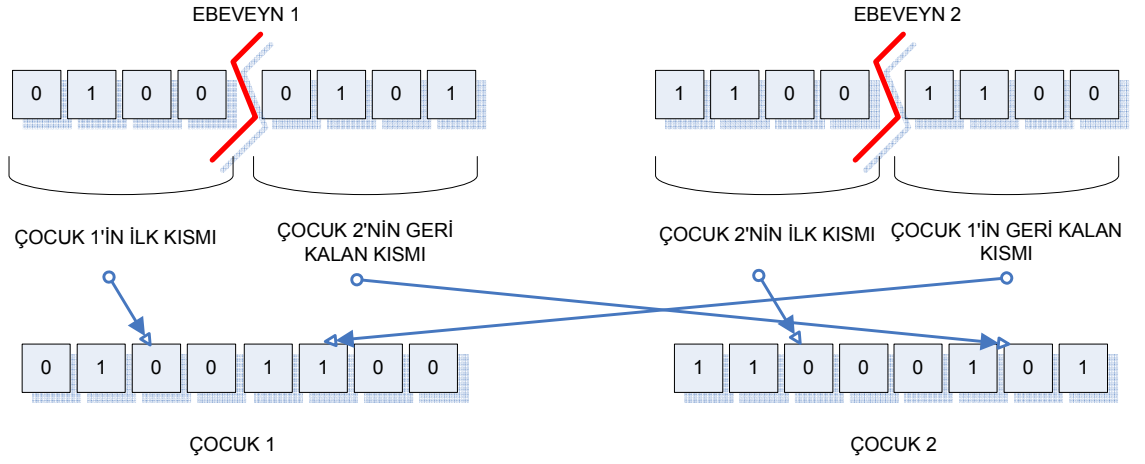 EBEVEYN 1
EBEVEYN 2
0 1 0 0 0 1 0 1
1 1 0 0 1 1 0 0
ÇOCUK 1'İN İLK KISMI
ÇOCUK 2'NİN GERİ
KALAN KISMI
ÇOCUK 2'NİN İLK KISMI
ÇOCUK 1'İN GERİ KALAN
KISMI
0 1 0 0 1 1 0 0
1 1 0 0 0 1 0 1
ÇOCUK 1
ÇOCUK 2